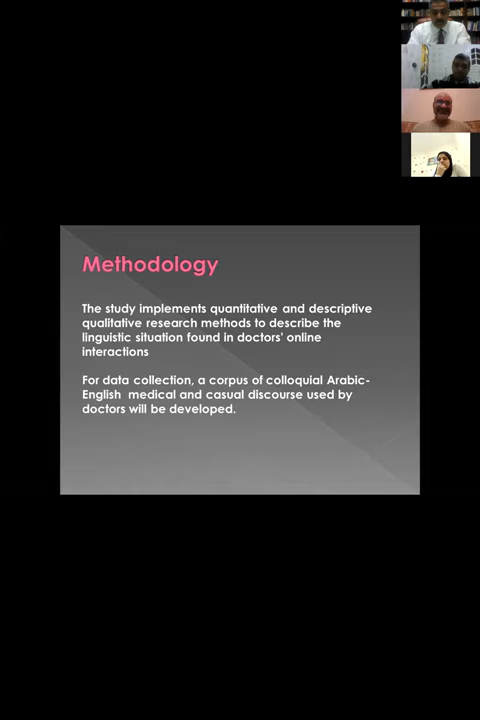 Methodology
The study implements quantitative and descriptive
qualitative research methods to describe the
linguistic situation found in doctors' online
interactions
For data collection, a corpus of colloquial Arabic-
English medical and casual discourse used by
doctors will be developed.